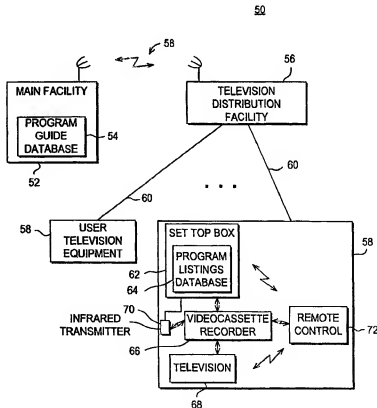 50
58
56
MAIN FACILITY
PROGRAM
GUIDE
DATABASE
54
52
TELEVISION
DISTRIBUTION
FACILITY
60
60
. . .
58
USER
TELEVISION
EQUIPMENT
58
SET TOP BOX
PROGRAM
LISTINGS
DATABASE
62
64
70
INFRARED
TRANSMITTER
VIDEOCASSETTE
RECORDER
66
REMOTE
CONTROL
72
TELEVISION
68